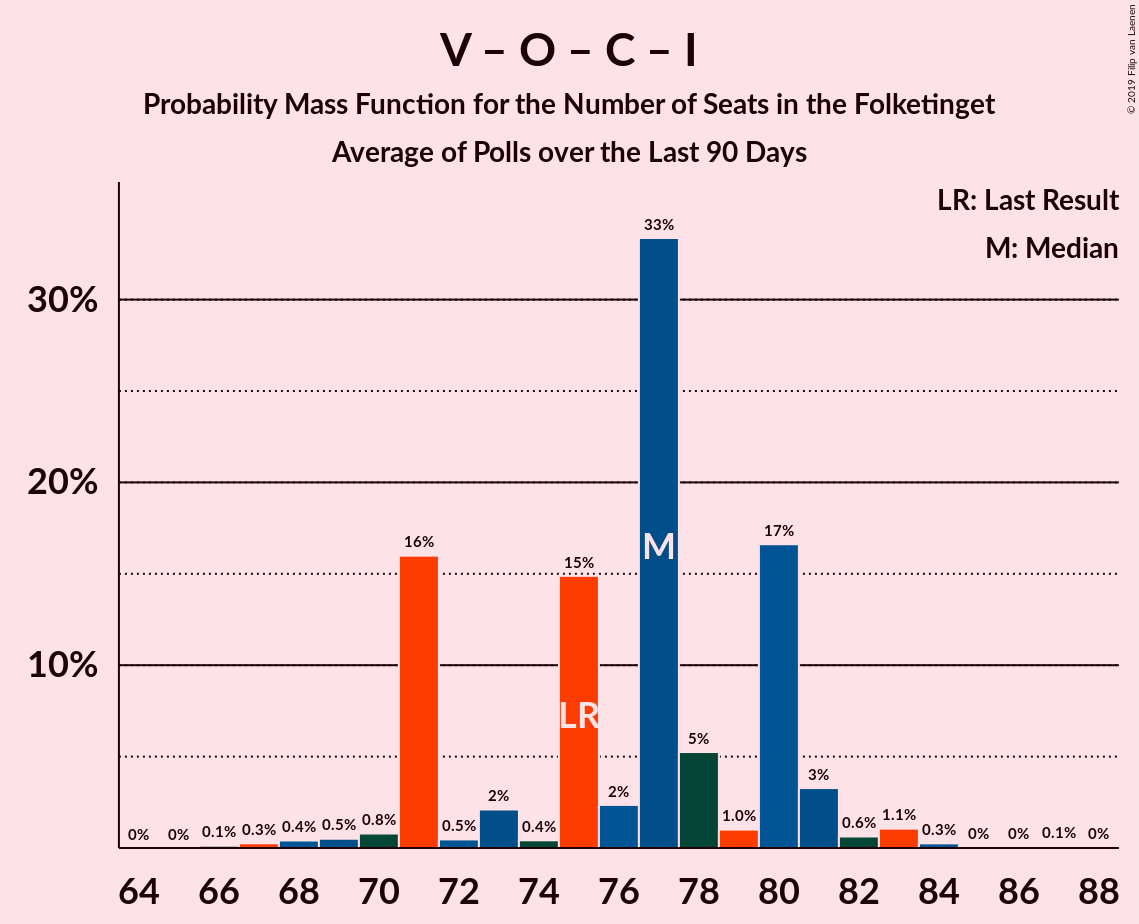 V – O – C – I
Probability Mass Function for the Number of Seats in the Folketinget
Average of Polls over the Last 90 Days
© 2019 Filip van Laenen
LR: Last Result
M: Median
30%
20%
10%
0% 0% 0.1% 0.3% 0.4% 0.5% 0.8% 16% 0.5% 2% 0.4% 15% 2% 33% 5% 1.0% 17% 3% 0.6% 1.1% 0.3% 0% 0% 0.1% 0%
M
LR
64 66 68 70 72 74 76 78 80 82 84 86 88